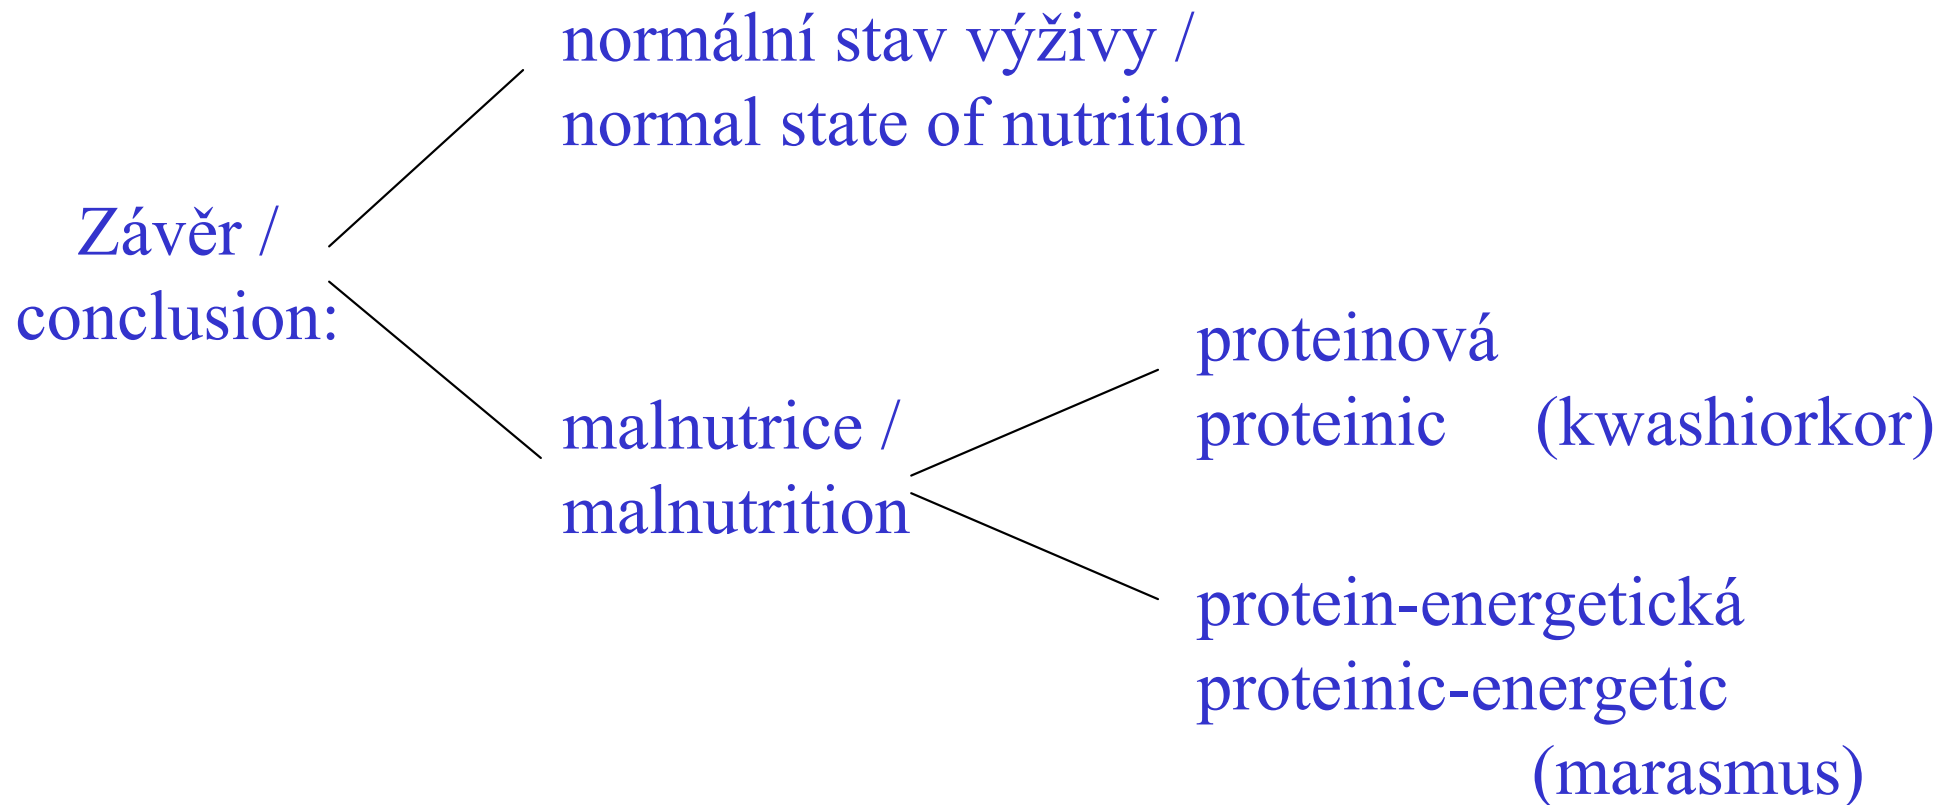 normální stav výživy /
normal state of nutrition
Závěr /
conclusion:
malnutrice /
malnutrition
proteinová
proteinic (kwashiorkor)
protein-energetická
proteinic-energetic
(marasmus)